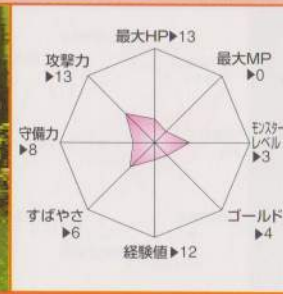 最大HP▶13
最大MP
▶0
モンスター
レベル
▶3
ゴールド
▶4
経験値▶12
すばやさ
▶6
守備力
▶8
攻撃力
▶13